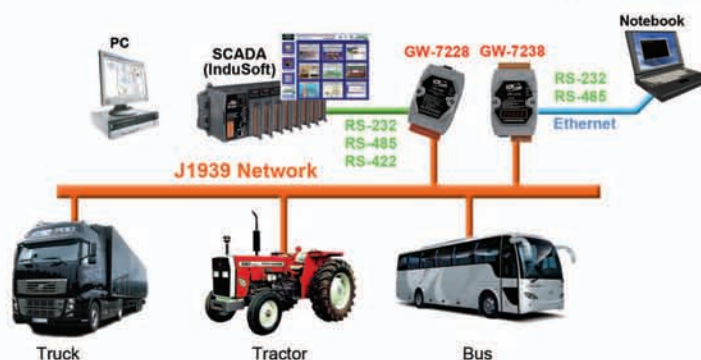 Notebook
PC
SCADA
(InduSoft)
GW-7228
GW-7238
RS-232
RS-485
Ethernet
RS-232
RS-485
RS-422
J1939 Network
Truck
Tractor
Bus